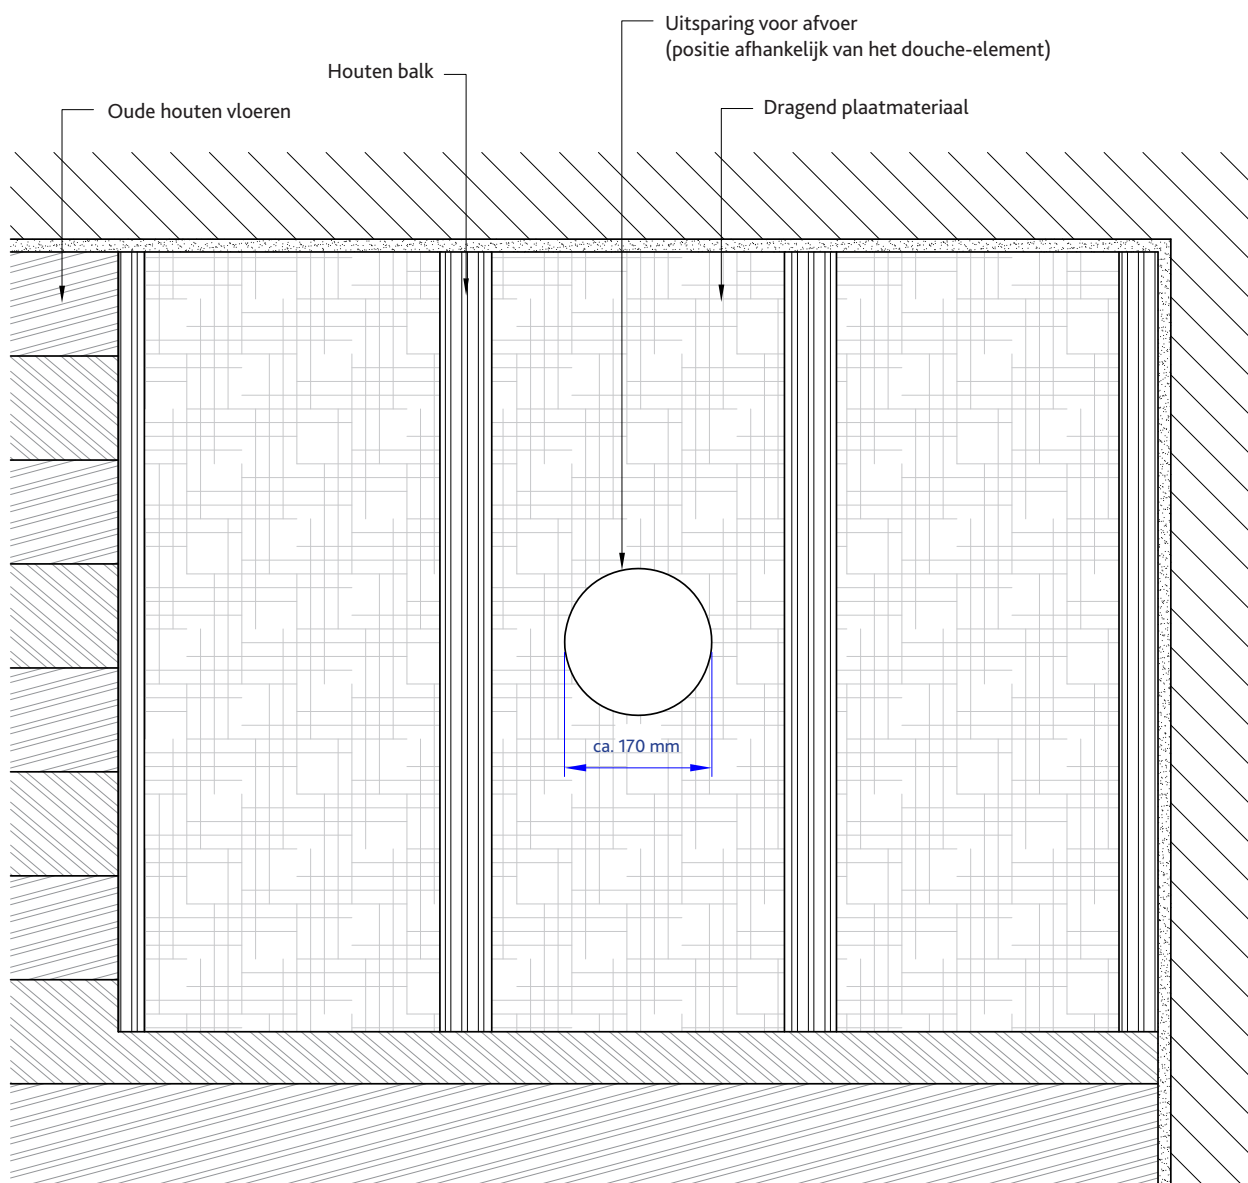 Uitsparing voor afvoer
(positie afhankelijk van het douche-element)
Houten balk
Oude houten vloeren
Dragend plaatmateriaal
ca. 170 mm